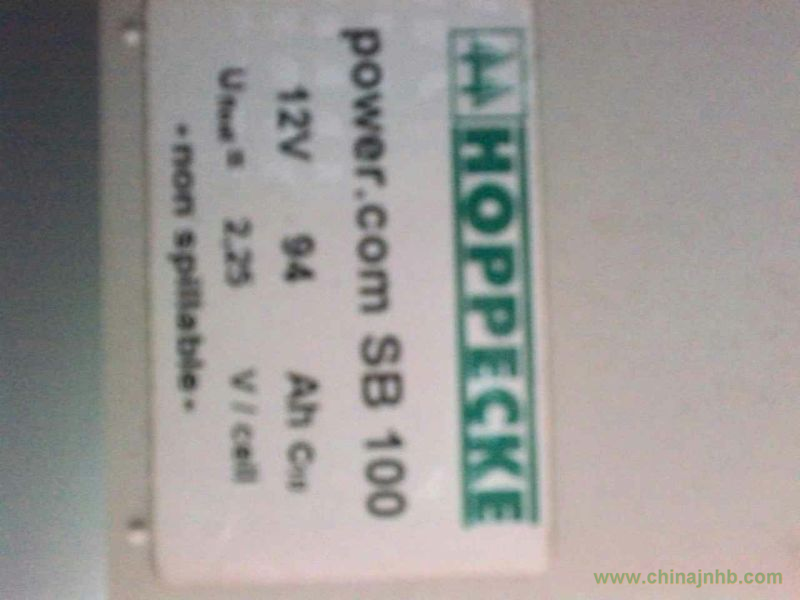 HOPPECKE
power.com SB 100
12V 94 Ah C10
Ufloat = 2,25 V / cell
•non spillable•
www.chinajnhb.com